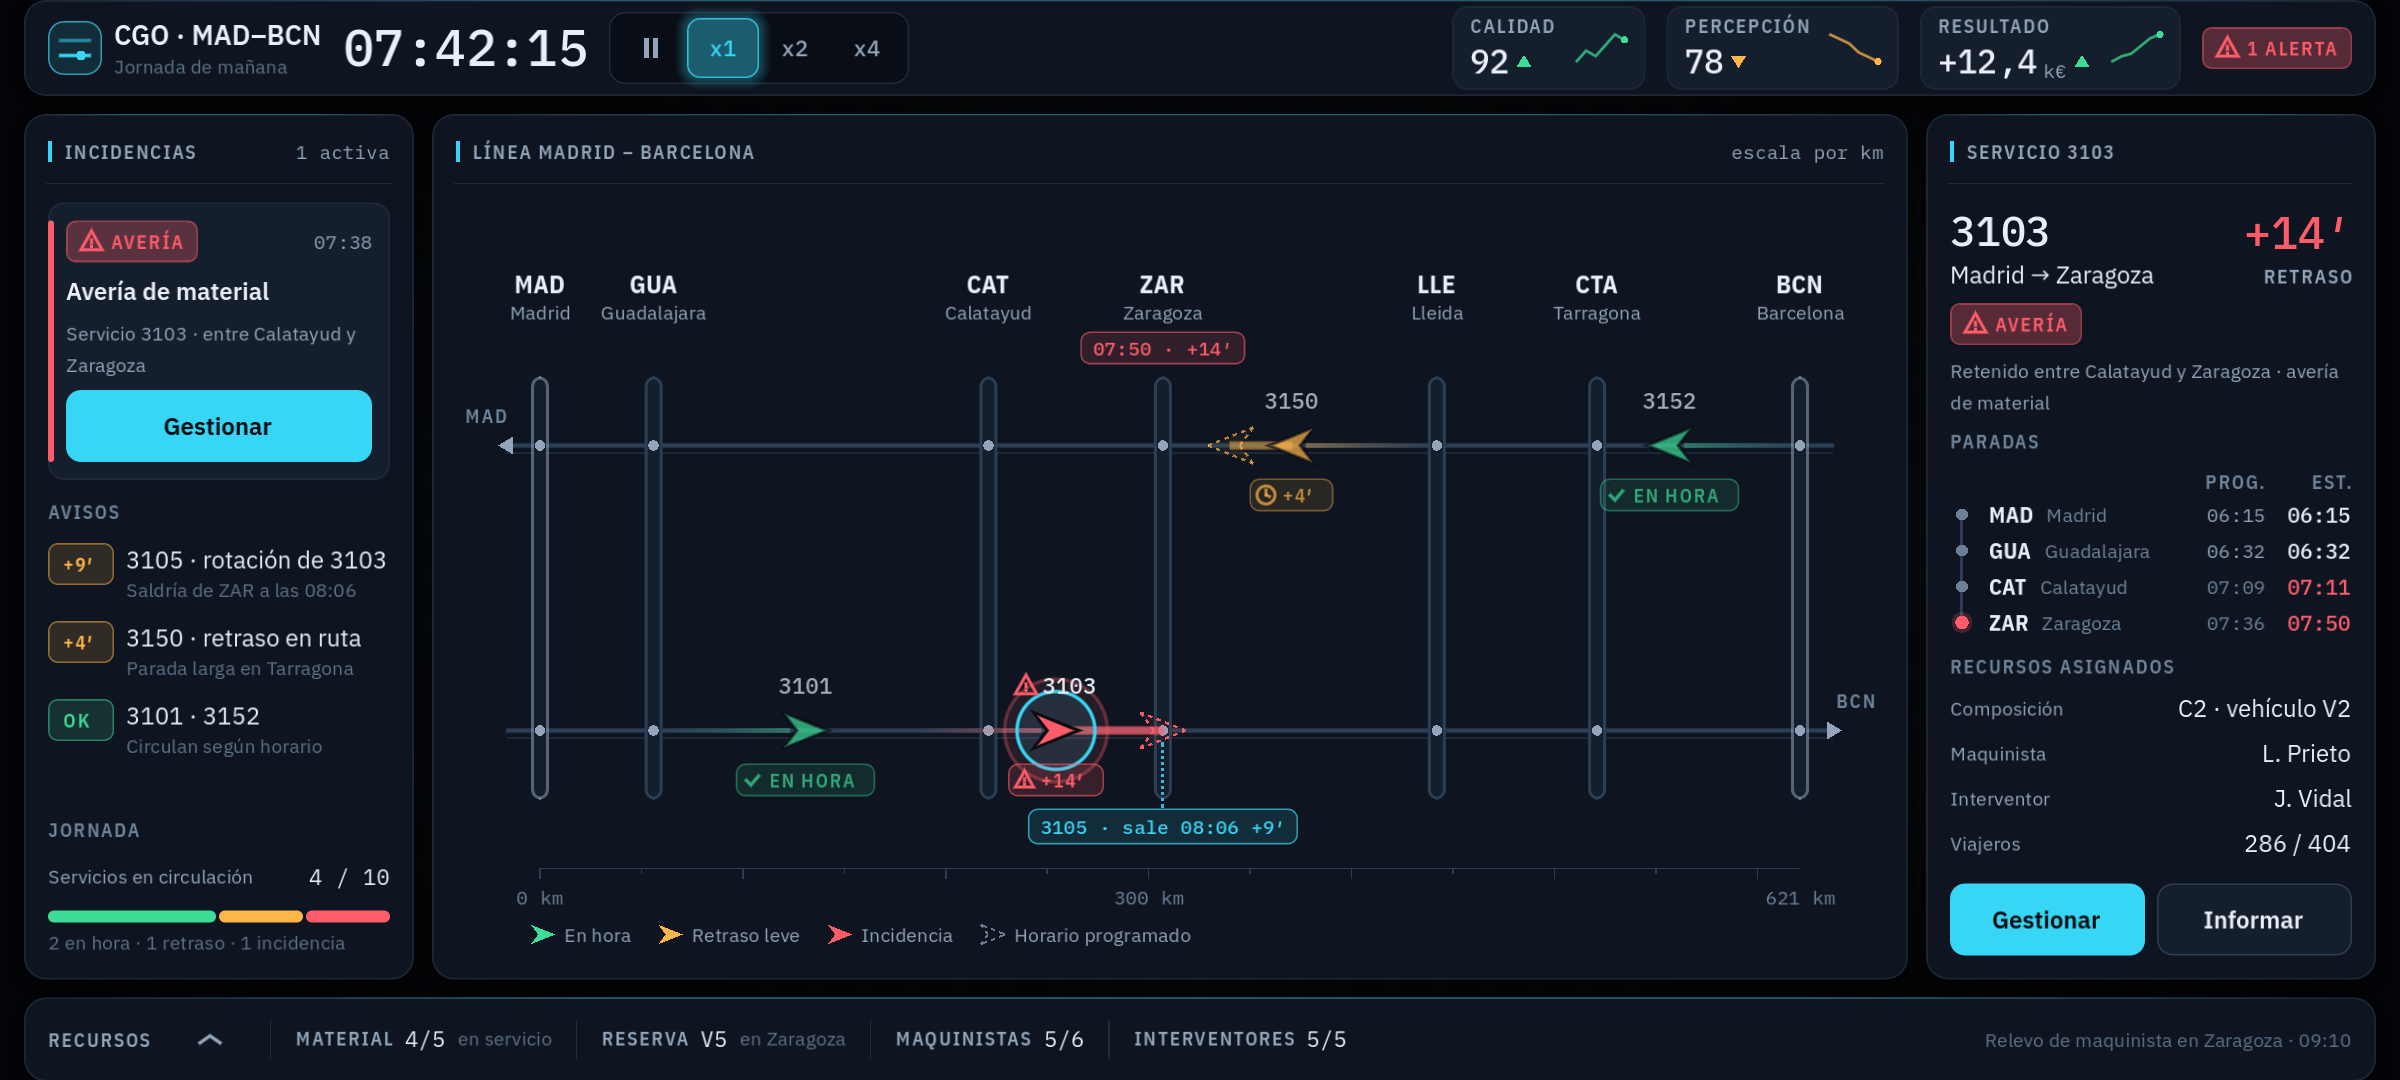 CGO · MAD–BCN
Jornada de mañana
07:42:15
x1
x2
x4
CALIDAD
92
PERCEPCIÓN
78
RESULTADO
+12,4 k€
1 ALERTA
INCIDENCIAS
1 activa
AVERÍA
07:38
Avería de material
Servicio 3103 · entre Calatayud y
Zaragoza
Gestionar
AVISOS
+9′
3105 · rotación de 3103
Saldría de ZAR a las 08:06
+4′
3150 · retraso en ruta
Parada larga en Tarragona
OK
3101 · 3152
Circulan según horario
JORNADA
Servicios en circulación
4 / 10
2 en hora · 1 retraso · 1 incidencia
LÍNEA MADRID – BARCELONA
escala por km
MAD
Madrid
GUA
Guadalajara
CAT
Calatayud
ZAR
Zaragoza
LLE
Lleida
CTA
Tarragona
BCN
Barcelona
07:50 · +14′
MAD
3150
3152
+4′
EN HORA
3101
3103
BCN
EN HORA
+14′
3105 · sale 08:06 +9′
0 km
300 km
621 km
En hora
Retraso leve
Incidencia
Horario programado
SERVICIO 3103
3103
+14′
Madrid → Zaragoza
RETRASO
AVERÍA
Retenido entre Calatayud y Zaragoza · avería
de material
PARADAS
PROG. EST.
MAD Madrid 06:15 06:15
GUA Guadalajara 06:32 06:32
CAT Calatayud 07:09 07:11
ZAR Zaragoza 07:36 07:50
RECURSOS ASIGNADOS
Composición C2 · vehículo V2
Maquinista L. Prieto
Interventor J. Vidal
Viajeros 286 / 404
Gestionar
Informar
RECURSOS
MATERIAL 4/5 en servicio
RESERVA V5 en Zaragoza
MAQUINISTAS 5/6
INTERVENTORES 5/5
Relevo de maquinista en Zaragoza · 09:10